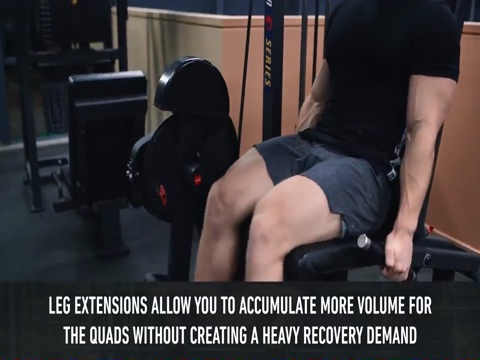 SERIES
LEG EXTENSIONS ALLOW YOU TO ACCUMULATE MORE VOLUME FOR
THE QUADS WITHOUT CREATING A HEAVY RECOVERY DEMAND